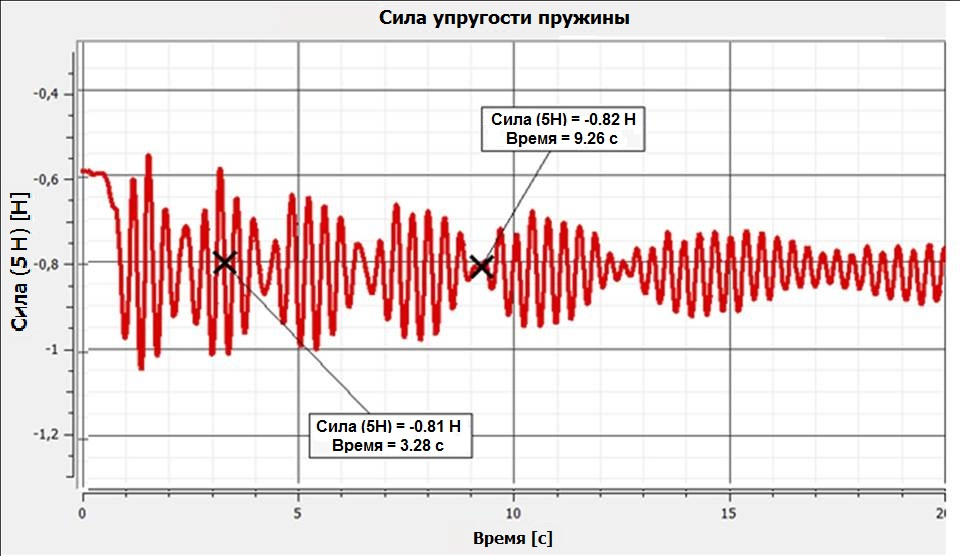 Сила упругости пружины
Сила (5 Н) [Н]
-0,4
-0,6
-0,8
-1
-1,2
Сила (5Н) = -0.82 Н
Время = 9.26 с
Сила (5Н) = -0.81 Н
Время = 3.28 с
0
5
10
15
Время [с]